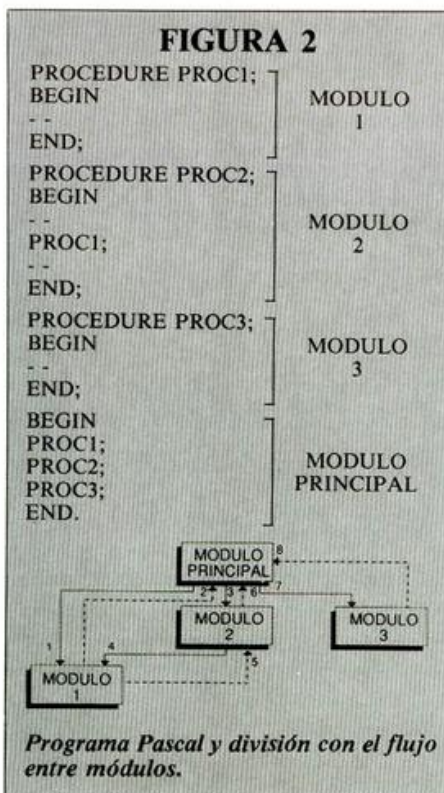 FIGURA 2
PROCEDURE PROC1;
BEGIN
- -
END;
MODULO
1
PROCEDURE PROC2;
BEGIN
- -
PROC1;
- -
END;
MODULO
2
PROCEDURE PROC3;
BEGIN
- -
END;
MODULO
3
BEGIN
PROC1;
PROC2;
PROC3;
END.
MODULO
PRINCIPAL
MODULO
PRINCIPAL
8
2
3
6
7
MODULO
2
MODULO
3
1
4
5
MODULO
1
Programa Pascal y división con el flujo
entre módulos.